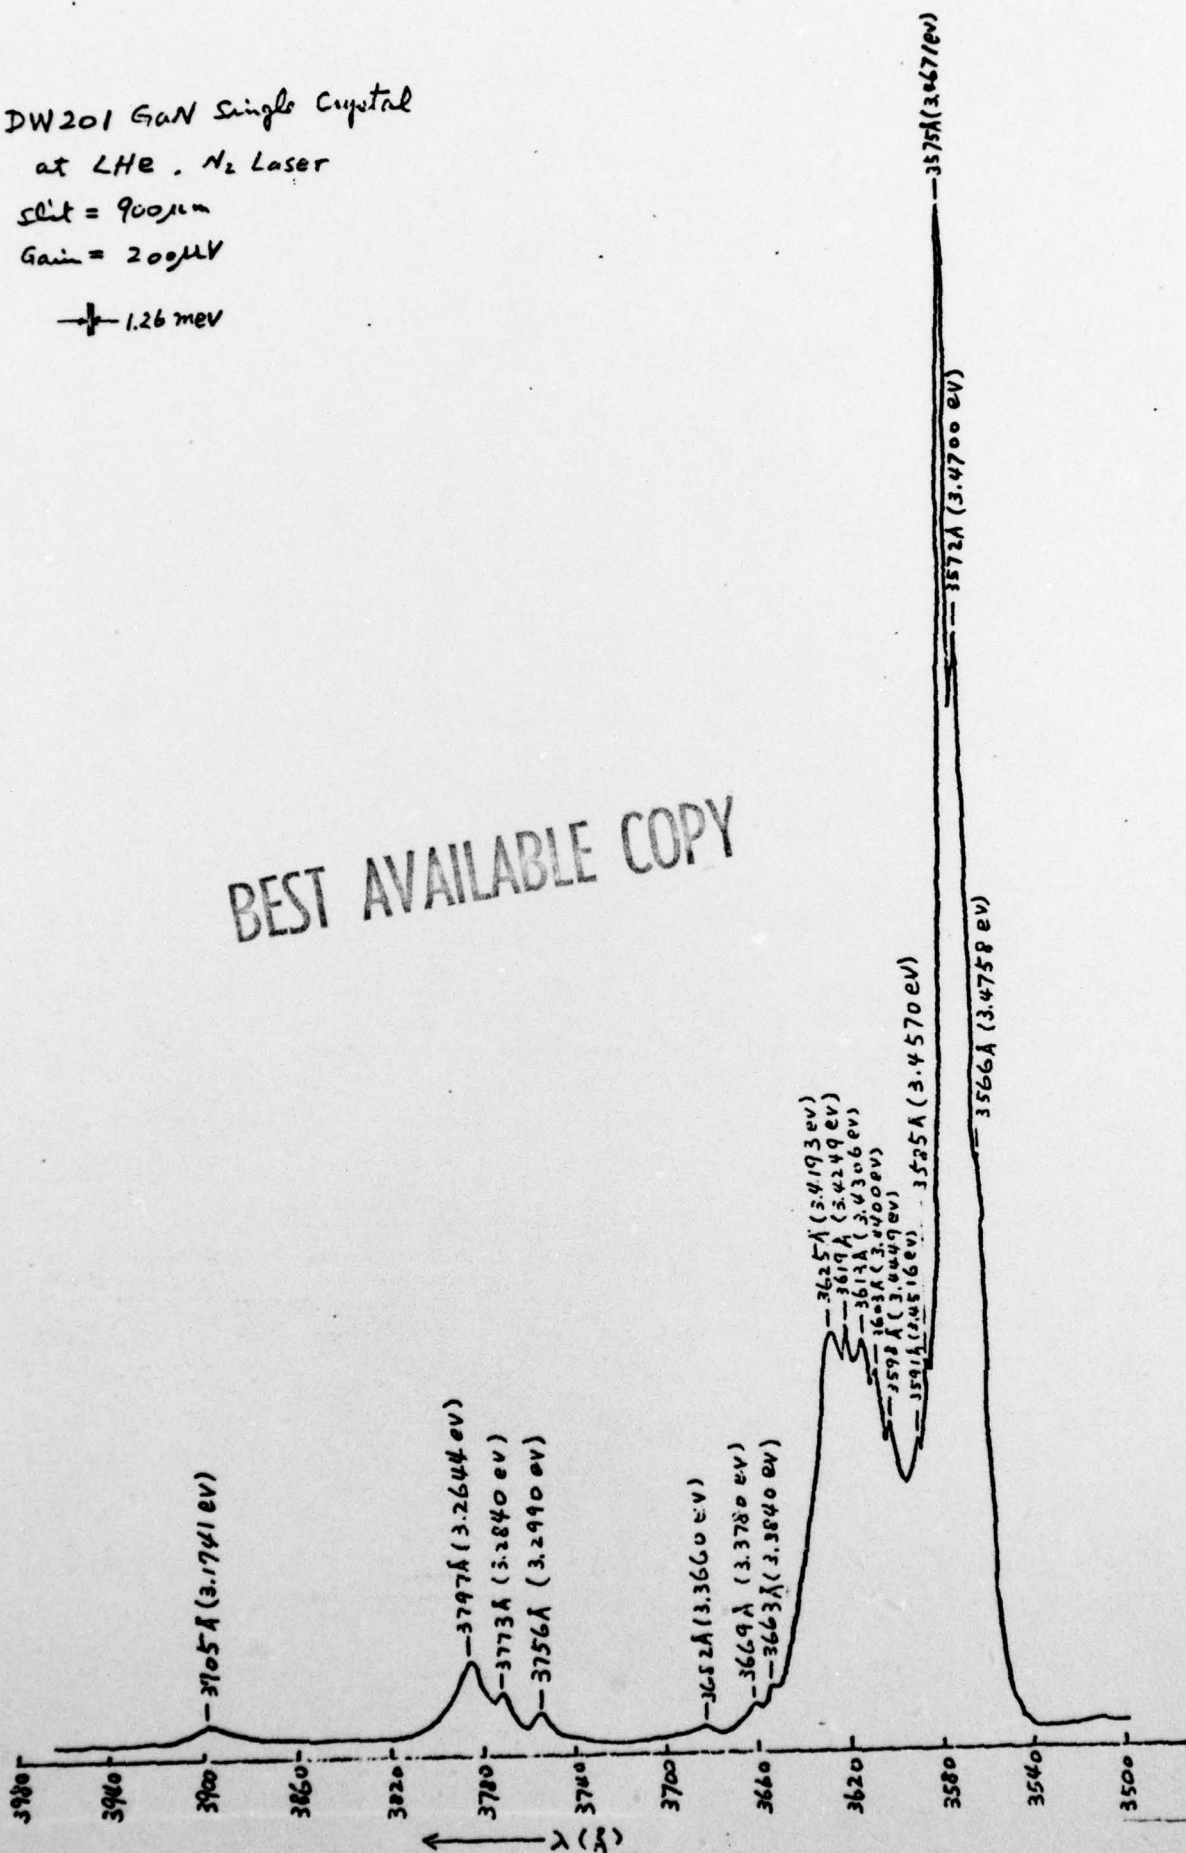 DW201 GaN Single Crystal
at LHe. N₂ Laser
slit = 900μm
Gain = 200μV
1.26 meV
BEST AVAILABLE COPY
3905Å (3.1741 ev)
3797Å (3.2644 ev)
3773Å (3.2840 ev)
3756Å (3.2990 ev)
3682Å (3.3660 ev)
3669Å (3.3780 ev)
3663Å (3.3840 ev)
3625Å (3.4193 ev)
3619Å (3.4249 ev)
3613Å (3.4306 ev)
3603Å (3.4400 ev)
3598Å (3.4449 ev)
3591Å (3.4516 ev)
3585Å (3.4570 ev)
3575Å (3.4671 ev)
3572Å (3.4700 ev)
3566Å (3.4758 ev)
3980 3940 3900 3860 3820 3780 3740 3700 3660 3620 3580 3540 3500
λ (Å)